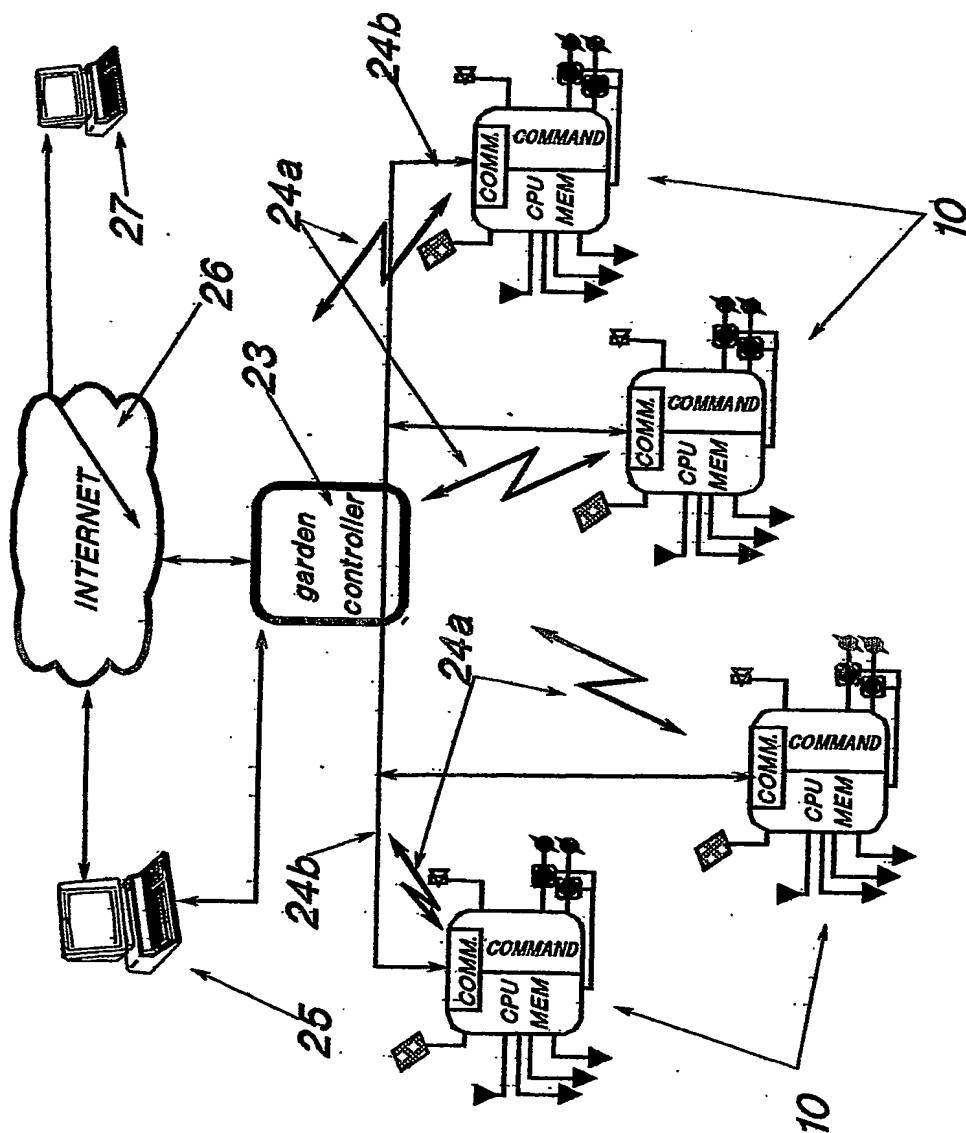 27
26
INTERNET
23
garden
controller
25
24b
24a
24a
24b
COMM.
CPU
MEM
COMMAND
COMM.
CPU
MEM
COMMAND
COMM.
CPU
MEM
COMMAND
COMM.
CPU
MEM
COMMAND
10
10